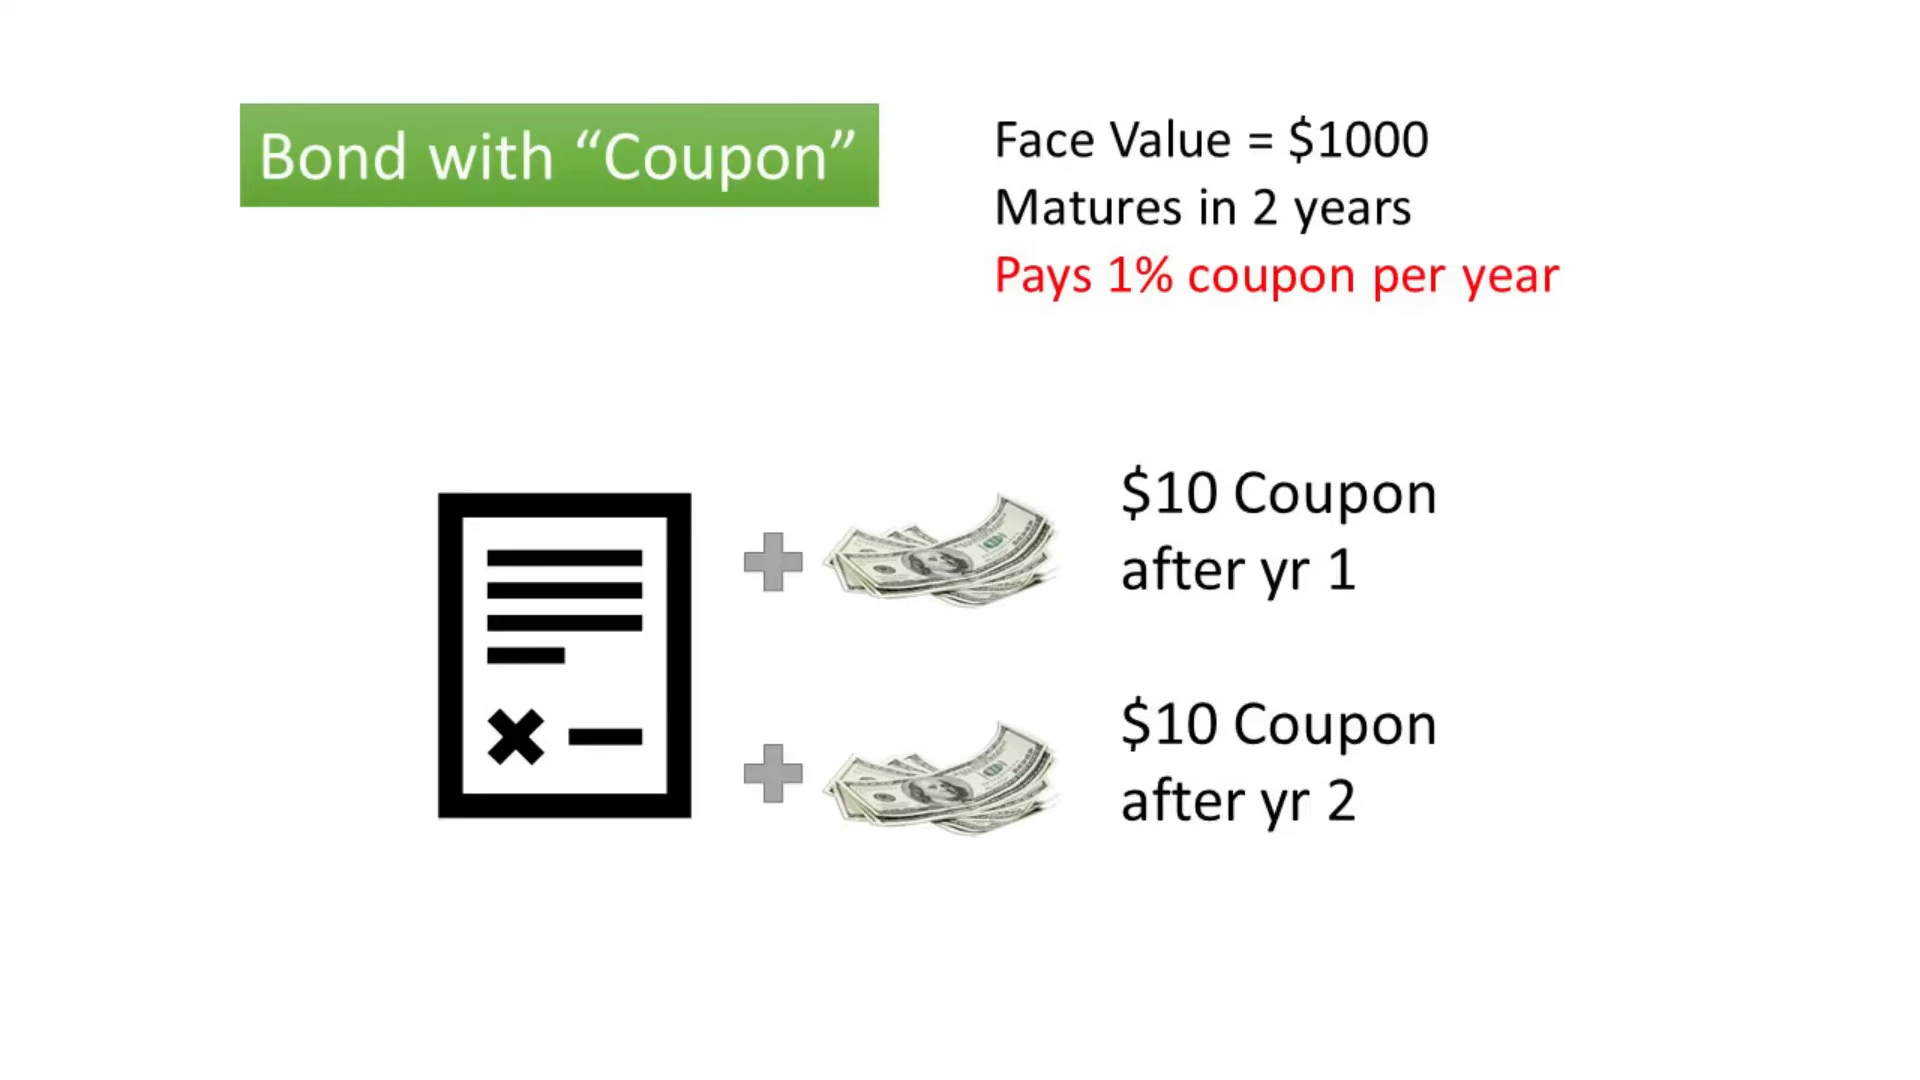 Bond with “Coupon”
Face Value = $1000
Matures in 2 years
Pays 1% coupon per year
$10 Coupon
after yr 1
$10 Coupon
after yr 2